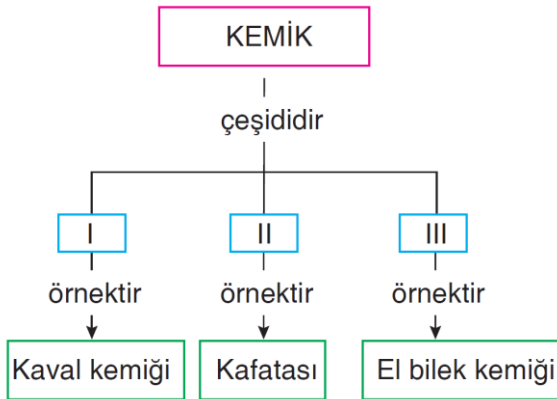 KEMİK
çeşididir
I II III
örnektir örnektir örnektir
Kaval kemiği Kafatası El bilek kemiği